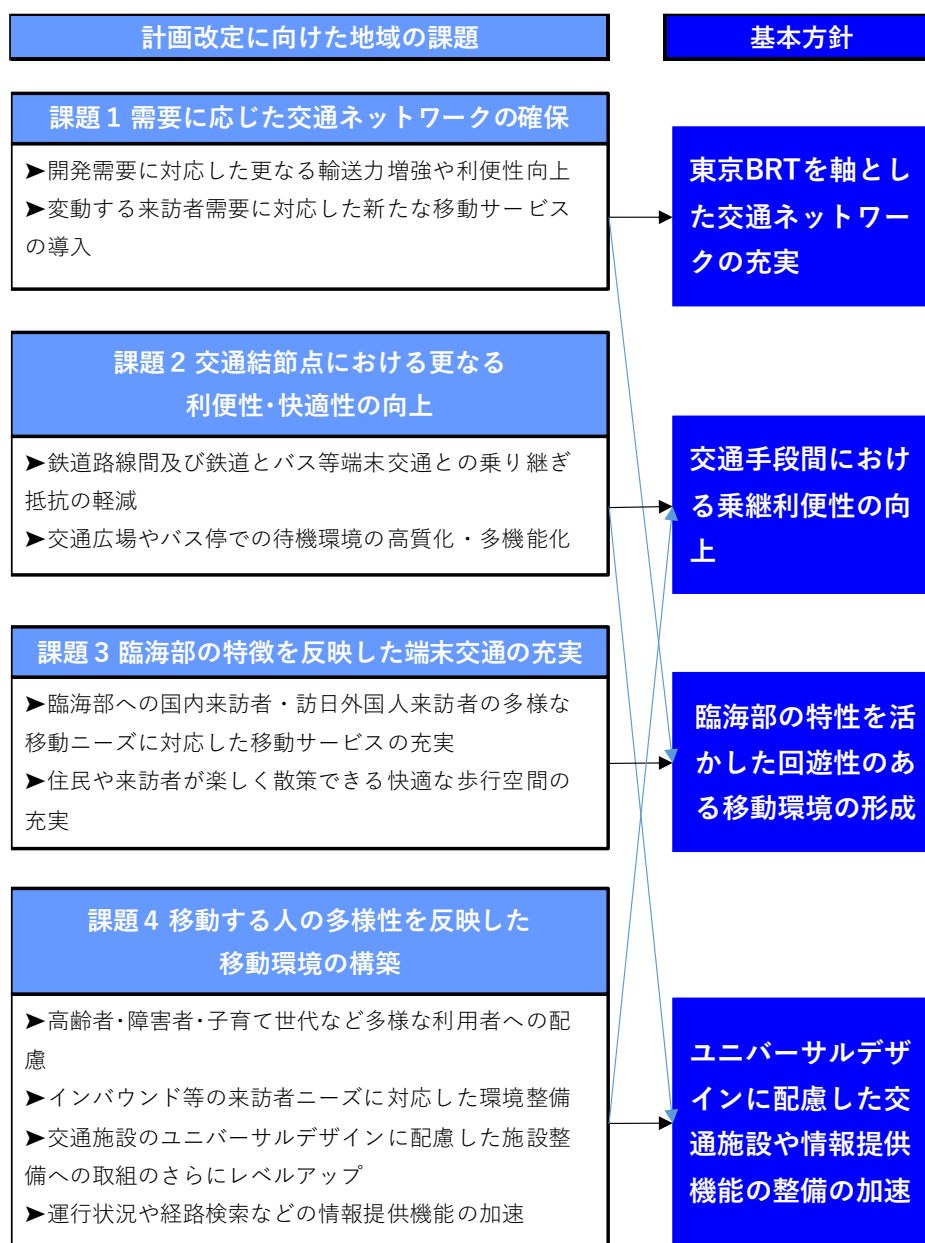 計画改定に向けた地域の課題
基本方針
課題1 需要に応じた交通ネットワークの確保
➤開発需要に対応した更なる輸送力増強や利便性向上
➤変動する来訪者需要に対応した新たな移動サービス
の導入
東京BRTを軸とし
た交通ネットワー
クの充実
課題2 交通結節点における更なる
利便性･快適性の向上
➤鉄道路線間及び鉄道とバス等端末交通との乗り継ぎ
抵抗の軽減
➤交通広場やバス停での待機環境の高質化・多機能化
交通手段間におけ
る乗継利便性の向
上
課題3 臨海部の特徴を反映した端末交通の充実
➤臨海部への国内来訪者・訪日外国人来訪者の多様な
移動ニーズに対応した移動サービスの充実
➤住民や来訪者が楽しく散策できる快適な歩行空間の
充実
臨海部の特性を活
かした回遊性のあ
る移動環境の形成
課題4 移動する人の多様性を反映した
移動環境の構築
➤高齢者･障害者･子育て世代など多様な利用者への配
慮
➤インバウンド等の来訪者ニーズに対応した環境整備
➤交通施設のユニバーサルデザインに配慮した施設整
備への取組のさらにレベルアップ
➤運行状況や経路検索などの情報提供機能の加速
ユニバーサルデザ
インに配慮した交
通施設や情報提供
機能の整備の加速